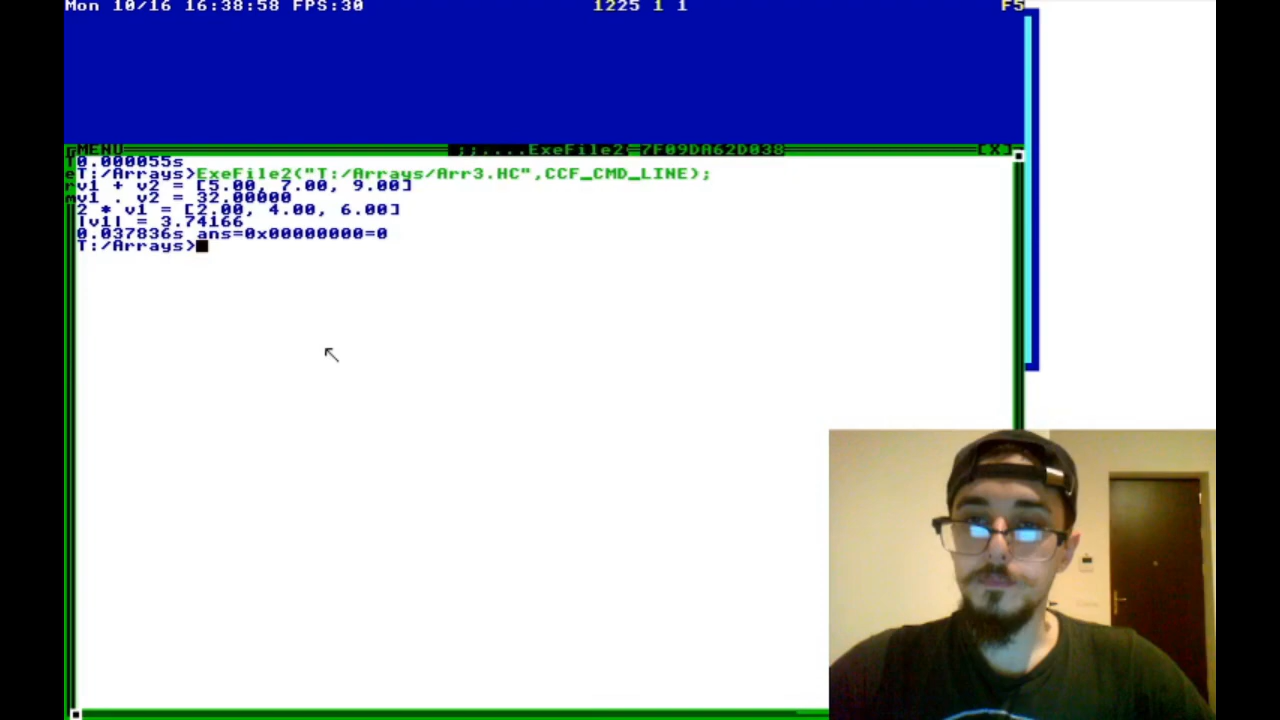 Mon 10/16 16:38:58 FPS:30 1225 1 1 F5
MENU ;;....ExeFile2 7F09DA62D038 [X]
0.000055s
T:/Arrays>ExeFile2("T:/Arrays/Arr3.HC",CCF_CMD_LINE);
v1 + v2 = [5.00, 7.00, 9.00]
v1 . v2 = 32.00000
2 * v1 = [2.00, 4.00, 6.00]
|v1| = 3.74166
0.037836s ans=0x00000000=0
T:/Arrays>